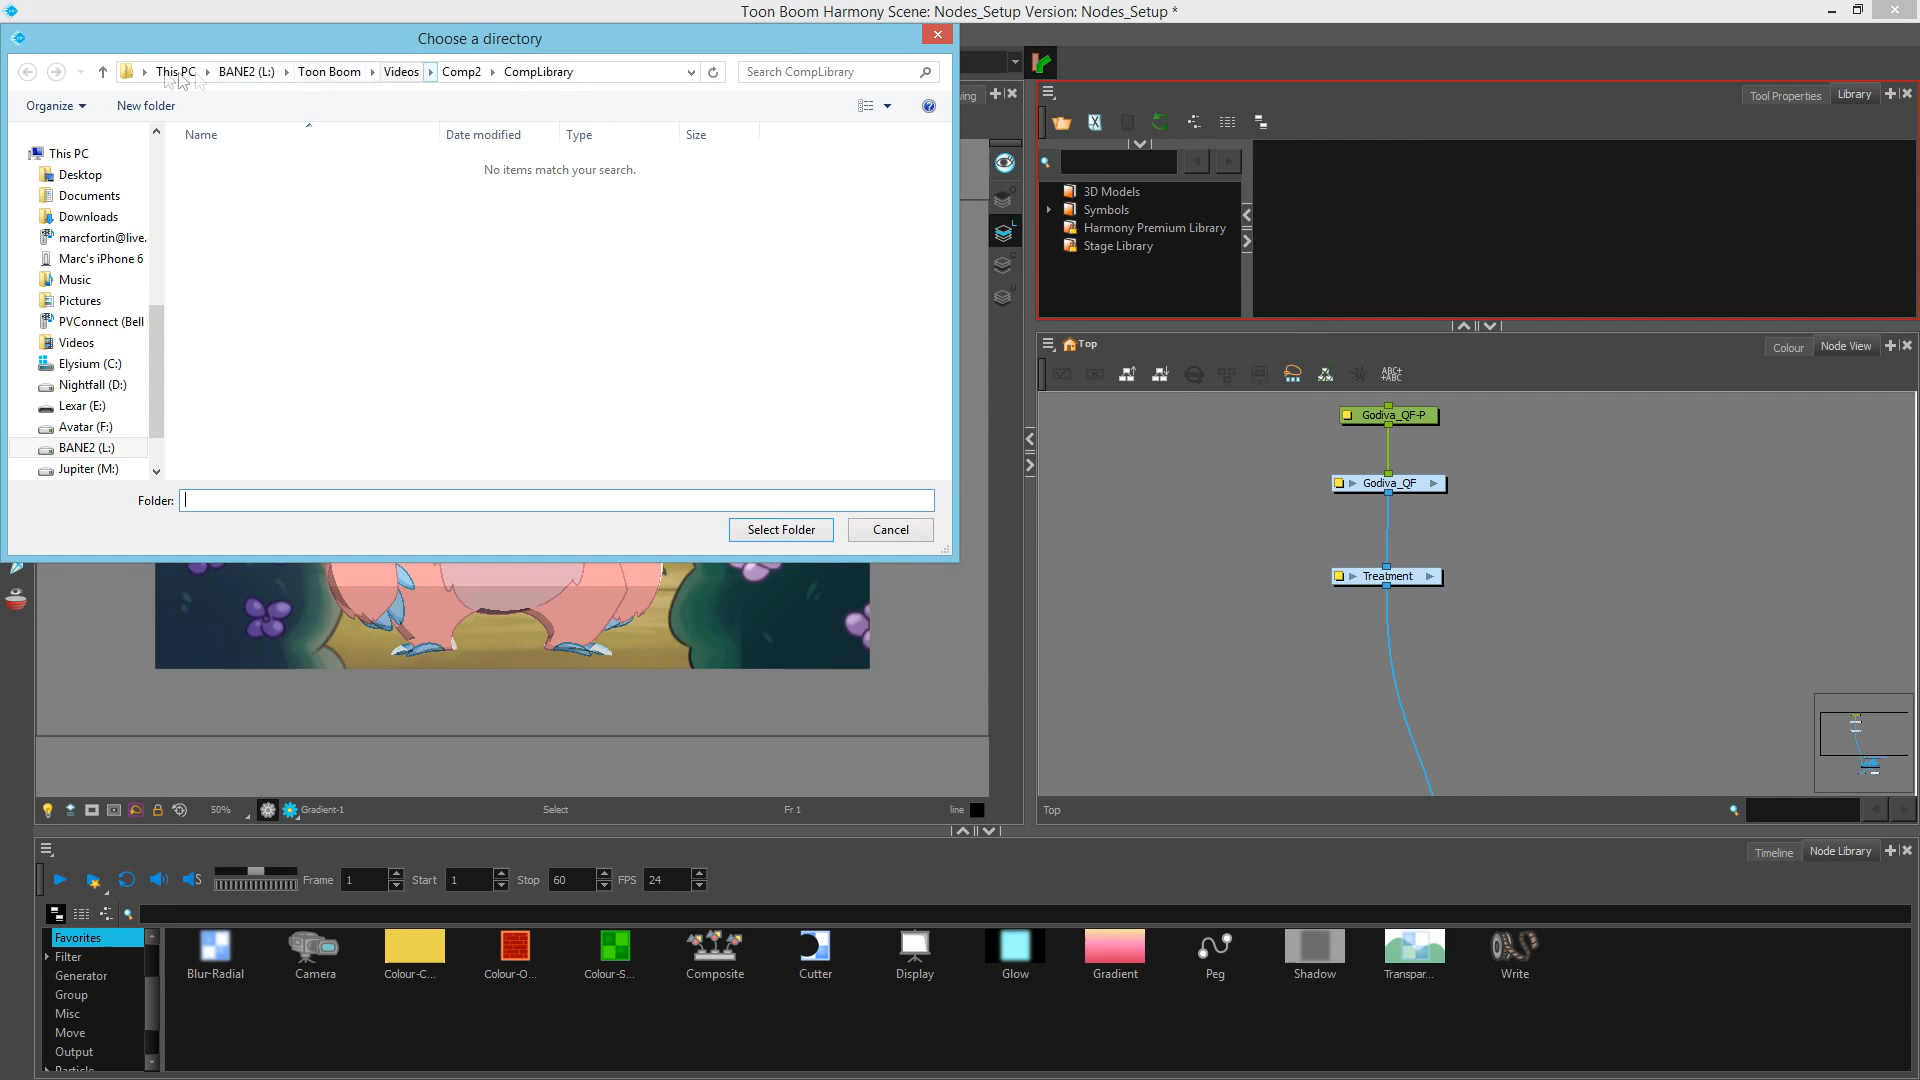 Toon Boom Harmony Scene: Nodes_Setup Version: Nodes_Setup *
Choose a directory
This PC BANE2 (L:) Toon Boom Videos Comp2 CompLibrary
Search CompLibrary
Organize New folder
Name Date modified Type Size
No items match your search.
This PC
Desktop
Documents
Downloads
marcfortin@live.
Marc's iPhone 6
Music
Pictures
PVConnect (Bell
Videos
Elysium (C:)
Nightfall (D:)
Lexar (E:)
Avatar (F:)
BANE2 (L:)
Jupiter (M:)
Folder:
Select Folder Cancel
Tool Properties Library
3D Models
Symbols
Harmony Premium Library
Stage Library
Top
Colour Node View
ABC+
+ABC
Godiva_QF-P
Godiva_QF
Treatment
50% Gradient-1 Select Fr 1 line
Top
Timeline Node Library
Frame 1 Start 1 Stop 60 FPS 24
Favorites
Filter
Generator
Group
Misc
Move
Output
Particle
Blur-Radial Camera Colour-C... Colour-O... Colour-S... Composite Cutter Display Glow Gradient Peg Shadow Transpar... Write